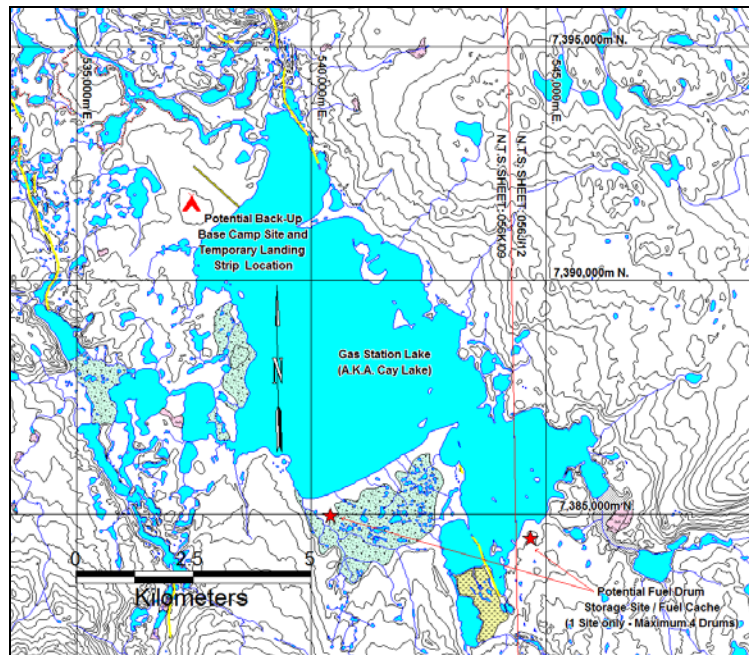 7,395,000m N.
535,000m E.
540,000m E.
545,000m E.
N.T.S. SHEET: 056K/09
N.T.S. SHEET: 056J/12
Potential Back-Up
Base Camp Site and
Temporary Landing
Strip Location
7,390,000m N.
N
Gas Station Lake
(A.K.A. Cay Lake)
7,385,000m N.
0
2.5
5
Kilometers
Potential Fuel Drum
Storage Site / Fuel Cache
(1 Site only - Maximum 4 Drums)